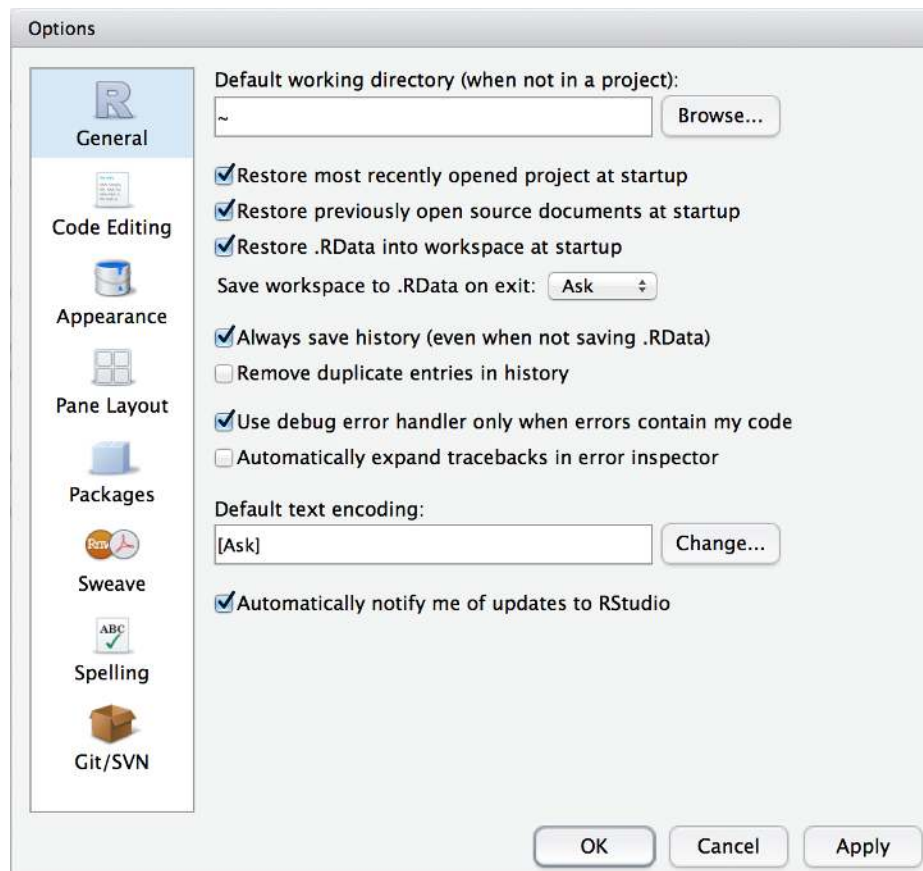 Options
General
Code Editing
Appearance
Pane Layout
Packages
Rnw
Sweave
ABC
Spelling
Git/SVN
Default working directory (when not in a project):
~
Browse...
Restore most recently opened project at startup
Restore previously open source documents at startup
Restore .RData into workspace at startup
Save workspace to .RData on exit: Ask
Always save history (even when not saving .RData)
Remove duplicate entries in history
Use debug error handler only when errors contain my code
Automatically expand tracebacks in error inspector
Default text encoding:
[Ask] Change...
Automatically notify me of updates to RStudio
OK Cancel Apply